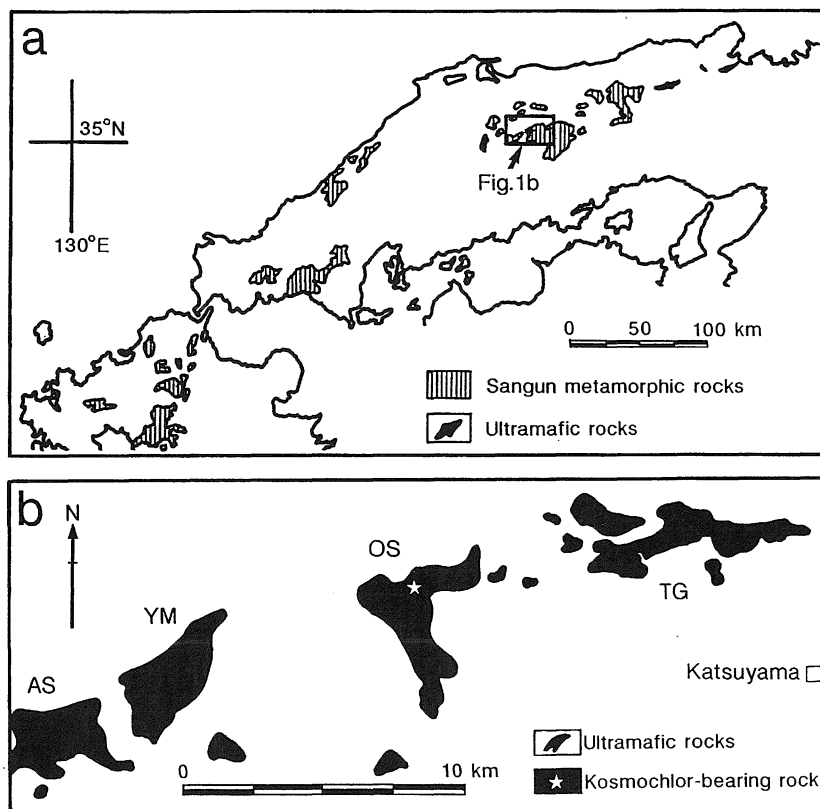 a
35°N
130°E
Fig.1b
0 50 100 km
Sangun metamorphic rocks
Ultramafic rocks
b
N
OS
TG
YM
AS
Katsuyama
Ultramafic rocks
0 10 km
Kosmochlor-bearing rock